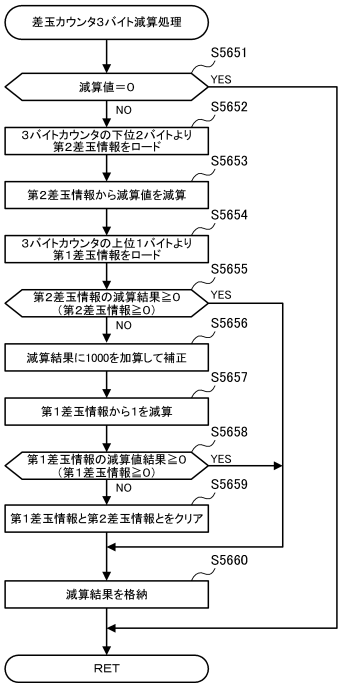 差玉カウンタ3バイト減算処理
S5651
減算値=0
YES
NO
S5652
3バイトカウンタの下位2バイトより
第2差玉情報をロード
S5653
第2差玉情報から減算値を減算
S5654
3バイトカウンタの上位1バイトより
第1差玉情報をロード
S5655
第2差玉情報の減算結果≧0
(第2差玉情報≧0)
YES
NO
S5656
減算結果に1000を加算して補正
S5657
第1差玉情報から1を減算
S5658
第1差玉情報の減算値結果≧0
(第1差玉情報≧0)
YES
NO
S5659
第1差玉情報と第2差玉情報とをクリア
S5660
減算結果を格納
RET